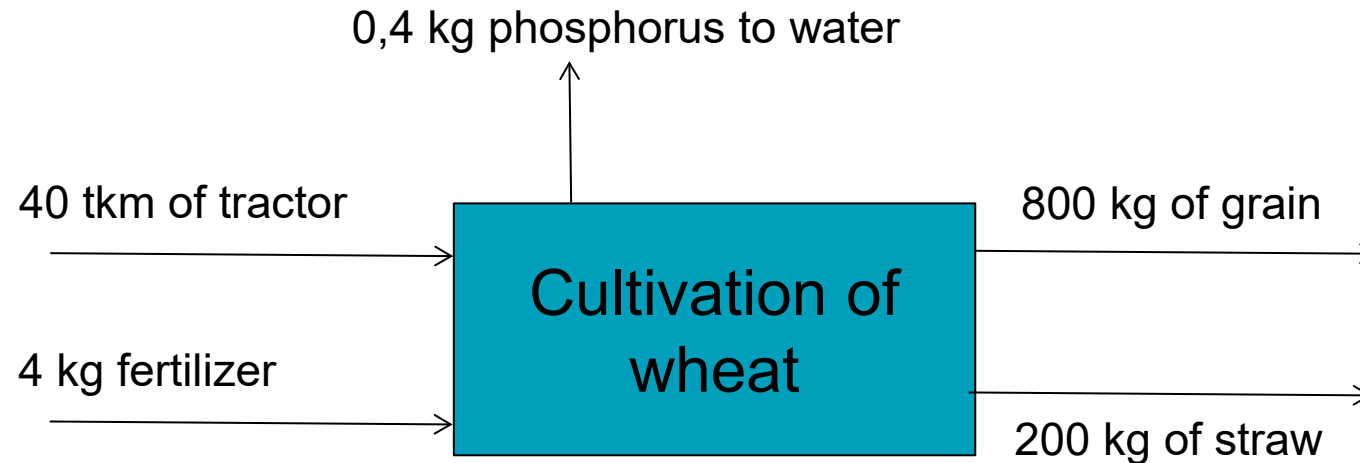 0,4 kg phosphorus to water
40 tkm of tractor
800 kg of grain
Cultivation of
wheat
4 kg fertilizer
200 kg of straw